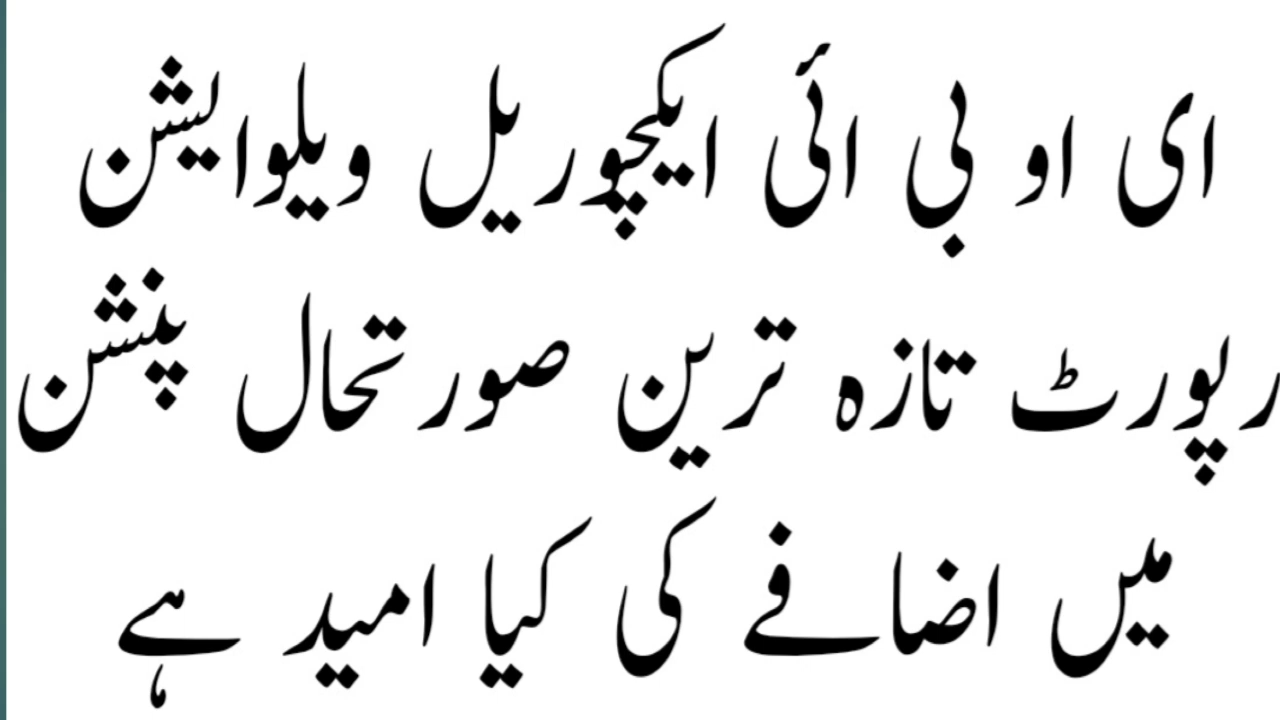 ای او بی ائی ایکچوریل ویلوایشن
رپورٹ تازہ ترین صورتحال پنشن
میں اضافے کی کیا امید ہے